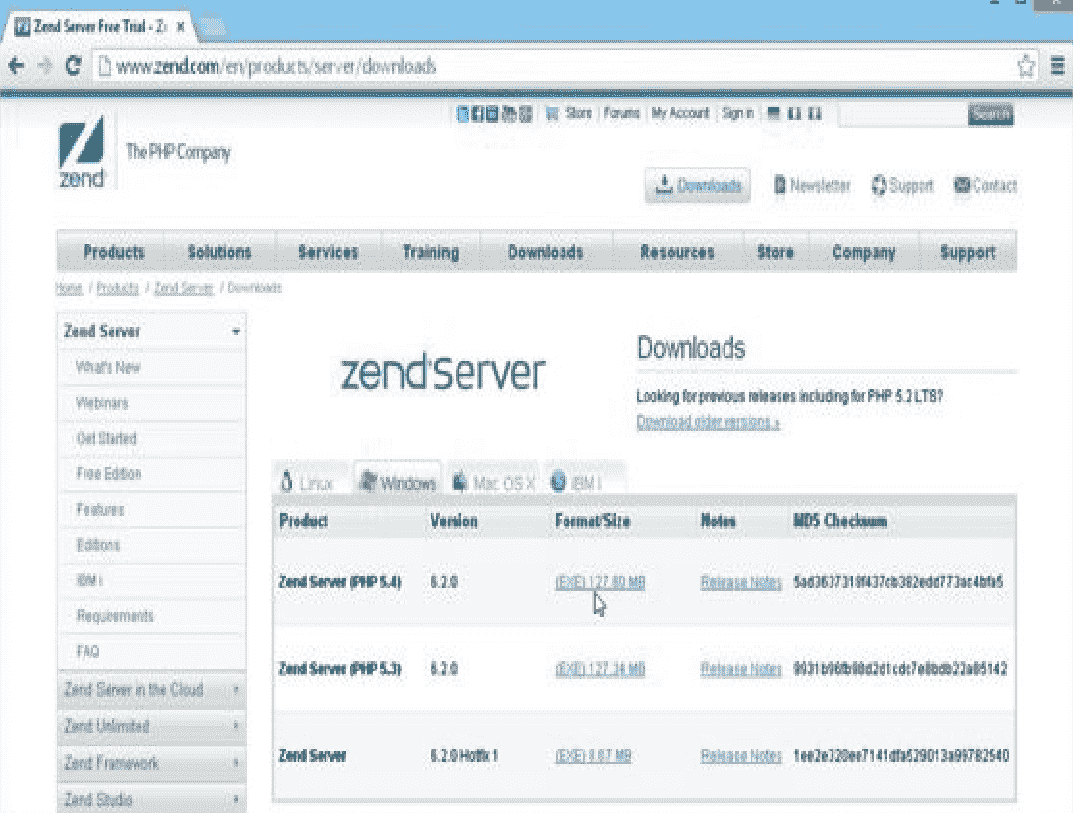 Zend Server Free Trial - Ze
www.zend.com/en/products/server/downloads
Store Forums My Account Sign in
Search
zend
The PHP Company
Downloads Newsletter Support Contact
Products Solutions Services Training Downloads Resources Store Company Support
Home / Products / Zend Server / Downloads
Zend Server
What's New
Webinars
Get Started
Free Edition
Features
Editions
IBM i
Requirements
FAQ
Zend Server in the Cloud
Zend Unlimited
Zend Framework
Zend Studio
zend Server
Downloads
Looking for previous releases including for PHP 5.2 LTS?
Download older versions »
Linux Windows Mac OS X IBM i
Product Version Format/Size Notes MD5 Checksum
Zend Server (PHP 5.4) 6.2.0 (EXE) 127.80 MB Release Notes
Zend Server (PHP 5.3) 6.2.0 (EXE) 127.34 MB Release Notes
Zend Server 6.2.0 Hotfix 1 (EXE) MB Release Notes